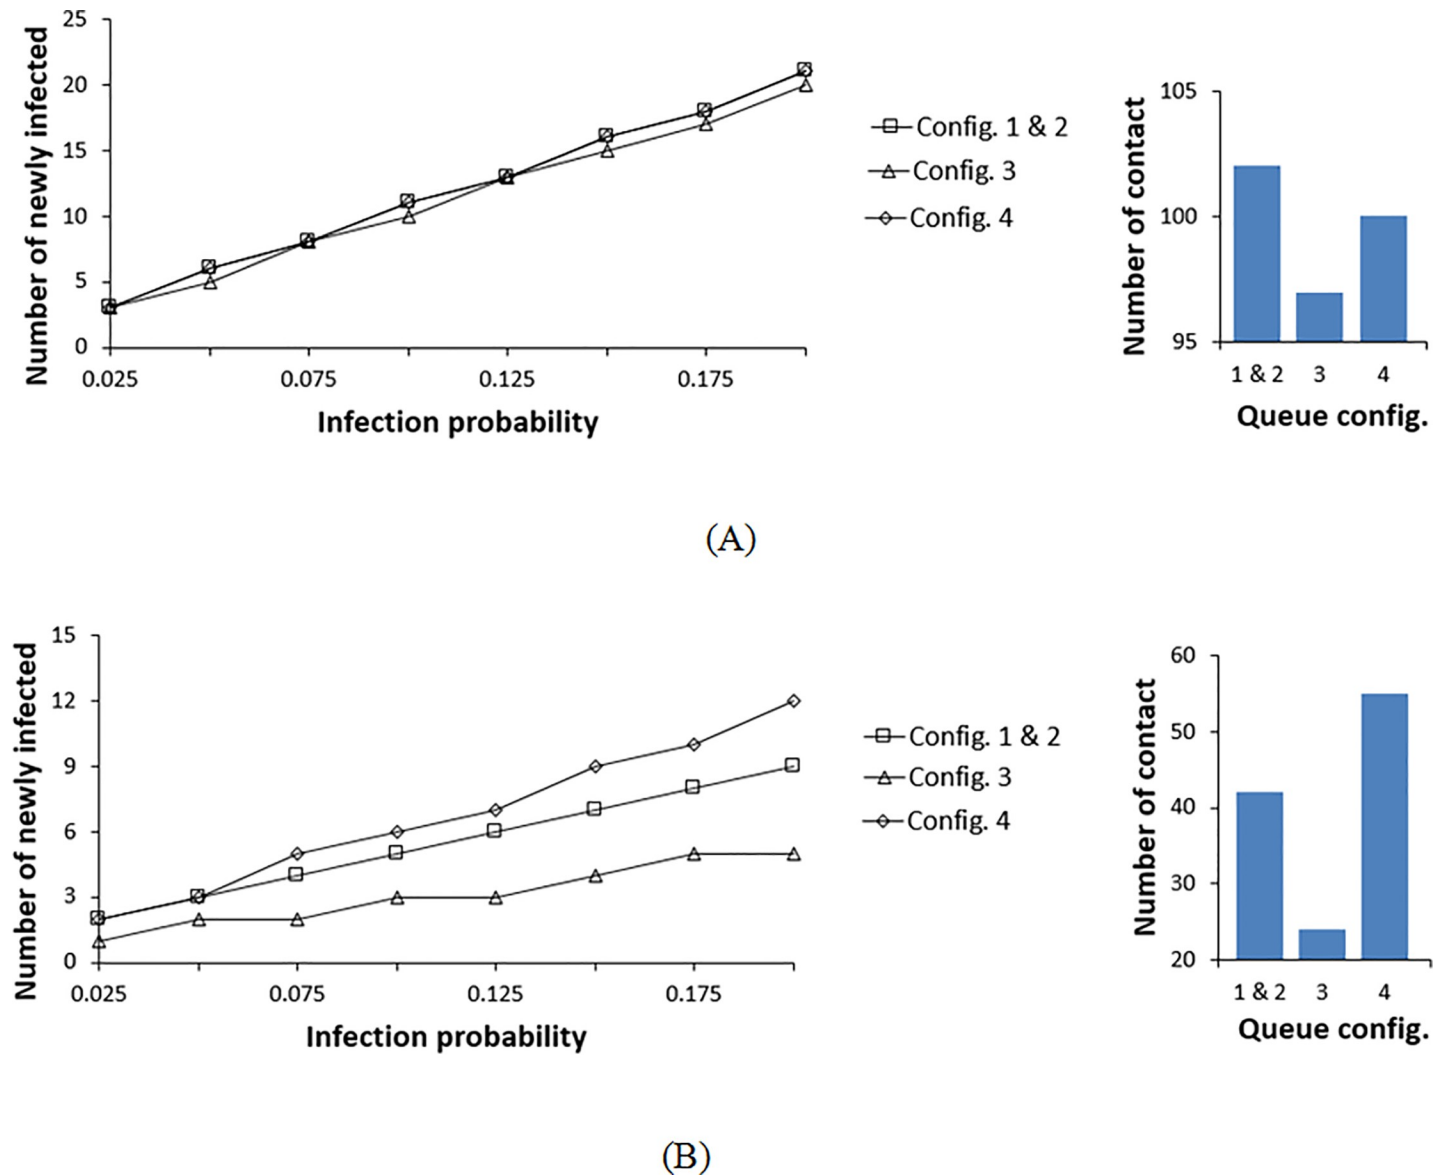 Number of newly infected
25
20
15
10
5
0
0.025
0.075
0.125
0.175
Infection probability
Config. 1 & 2
Config. 3
Config. 4
Number of contact
105
100
95
1 & 2
3
4
Queue config.
(A)
Number of newly infected
15
12
9
6
3
0
0.025
0.075
0.125
0.175
Infection probability
Config. 1 & 2
Config. 3
Config. 4
Number of contact
60
50
40
30
20
1 & 2
3
4
Queue config.
(B)